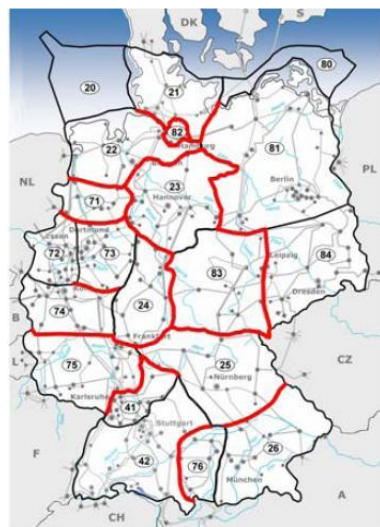 DK
S
20
21
80
82
Hamburg
22
81
NL
PL
Berlin
23
Hannover
71
Dortmund
Essen
72
73
83
Leipzig
84
Dresden
74
24
B
Frankfurt
L
75
25
CZ
Nürnberg
Karlsruhe
41
Stuttgart
F
42
76
26
München
CH
A